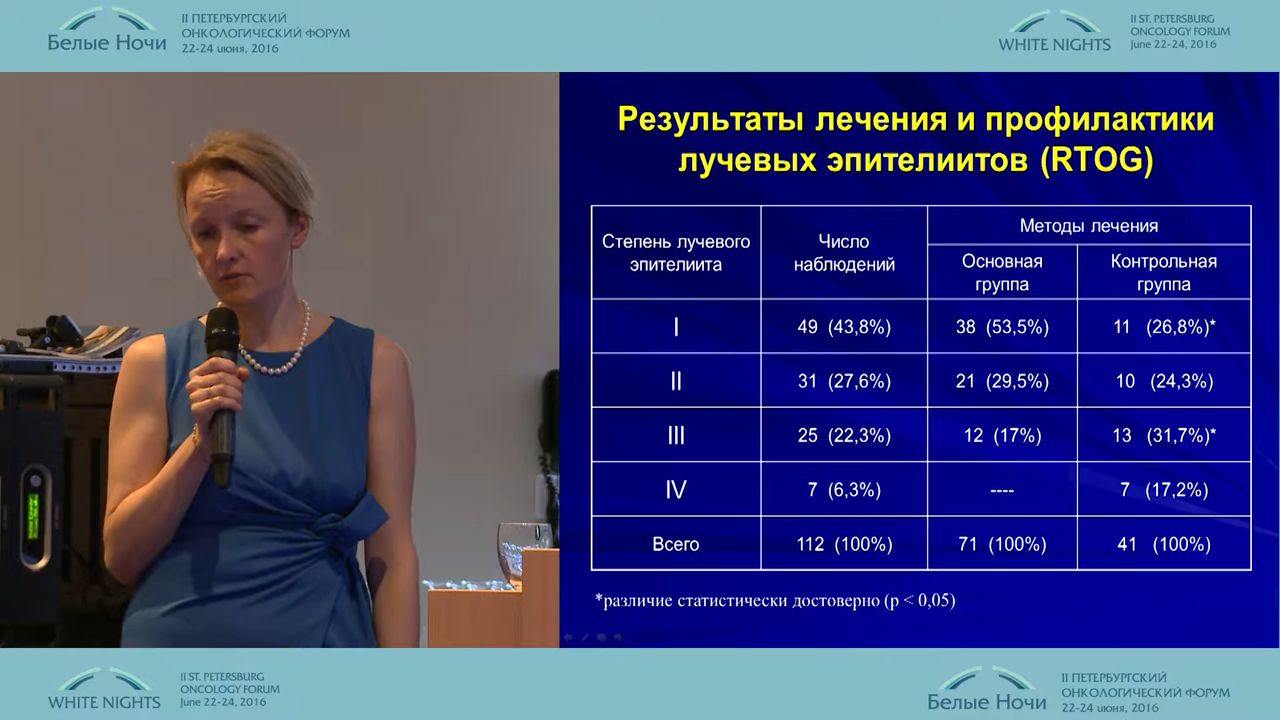 Белые Ночи
II ПЕТЕРБУРГСКИЙ
ОНКОЛОГИЧЕСКИЙ ФОРУМ
22-24 июня, 2016
WHITE NIGHTS
II ST. PETERSBURG
ONCOLOGY FORUM
June 22-24, 2016
Результаты лечения и профилактики
лучевых эпителиитов (RTOG)
Степень лучевого
эпителиита
Число
наблюдений
Методы лечения
Основная
группа
Контрольная
группа
I 49 (43,8%) 38 (53,5%) 11 (26,8%)*
II 31 (27,6%) 21 (29,5%) 10 (24,3%)
III 25 (22,3%) 12 (17%) 13 (31,7%)*
IV 7 (6,3%) ---- 7 (17,2%)
Всего 112 (100%) 71 (100%) 41 (100%)
*различие статистически достоверно (p < 0,05)
WHITE NIGHTS
II ST. PETERSBURG
ONCOLOGY FORUM
June 22-24, 2016
Белые Ночи
II ПЕТЕРБУРГСКИЙ
ОНКОЛОГИЧЕСКИЙ ФОРУМ
22-24 июня, 2016